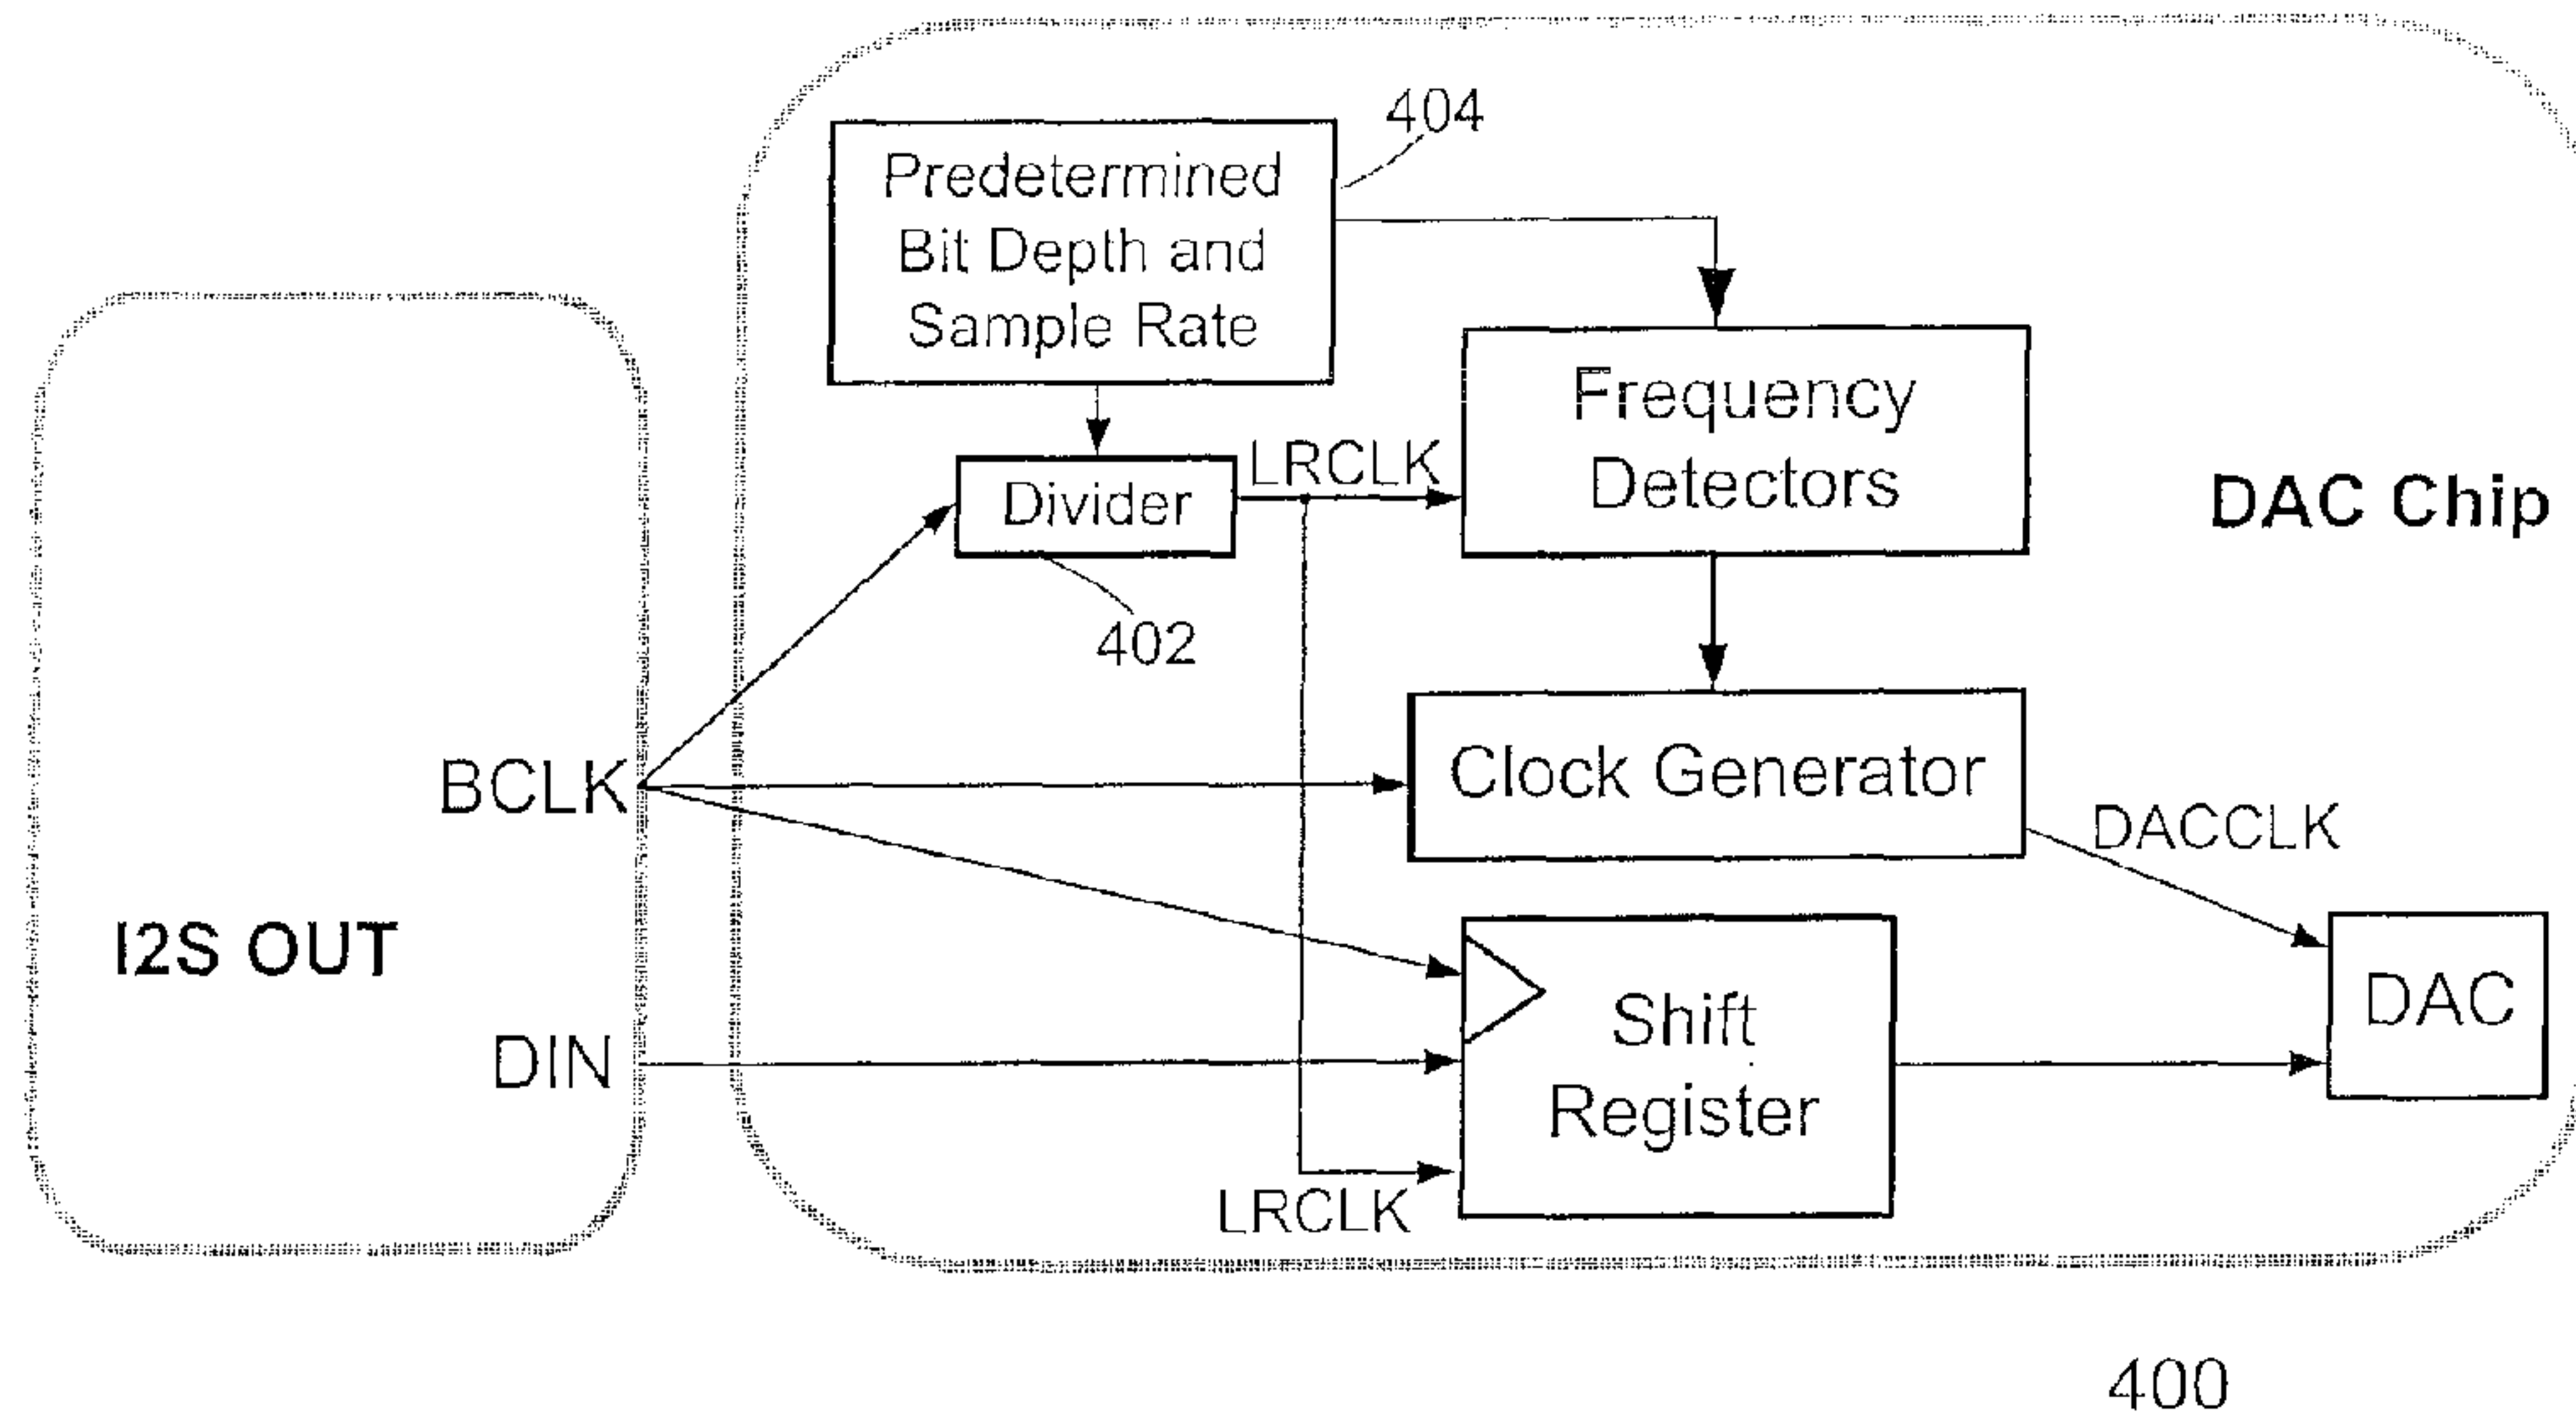 404
Predetermined
Bit Depth and
Sample Rate
Frequency
Detectors
LRCLK
Divider
DAC Chip
402
BCLK
Clock Generator
DACCLK
I2S OUT
DAC
Shift
Register
DIN
LRCLK
400